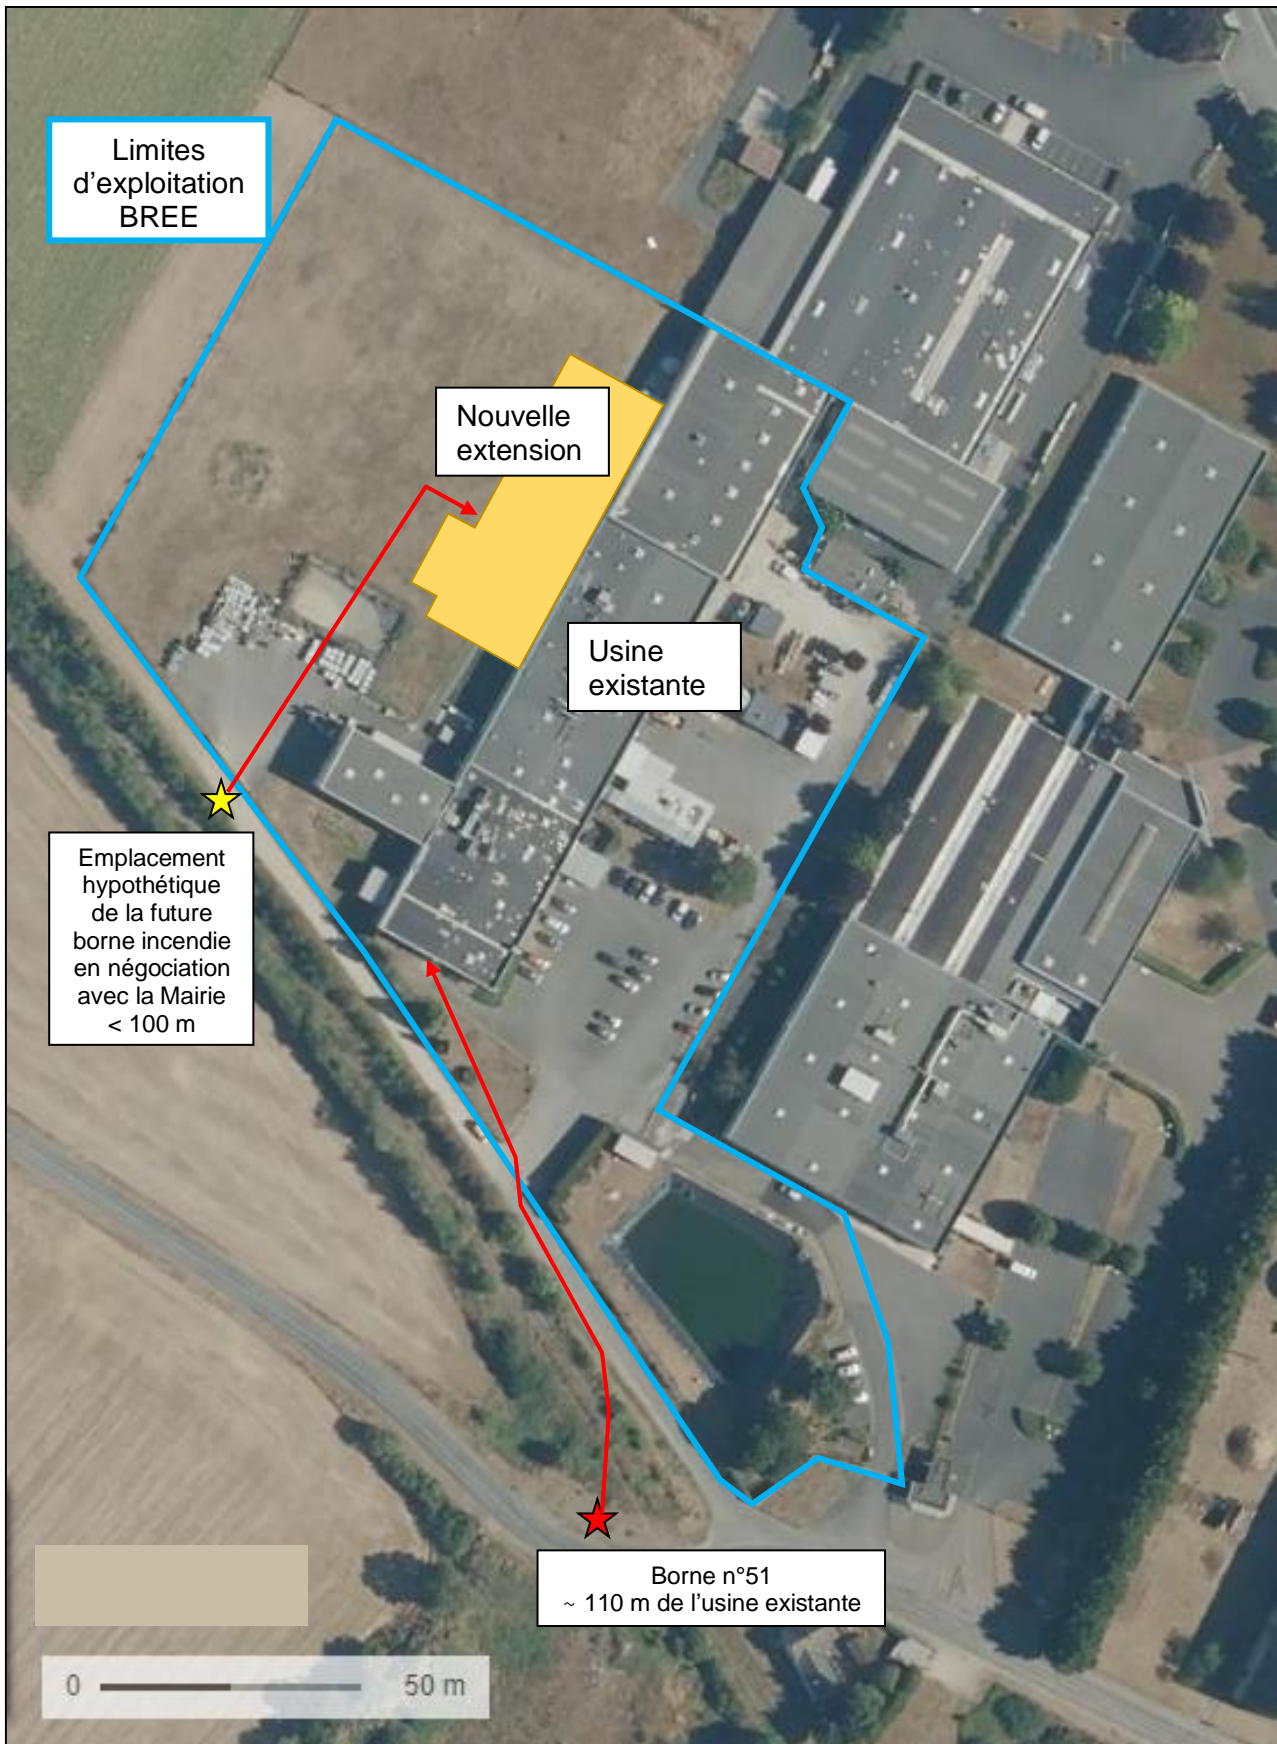 Limites
d’exploitation
BREE
Nouvelle
extension
Usine
existante
Emplacement
hypothétique
de la future
borne incendie
en négociation
avec la Mairie
< 100 m
Borne n°51
~ 110 m de l’usine existante
0 50 m